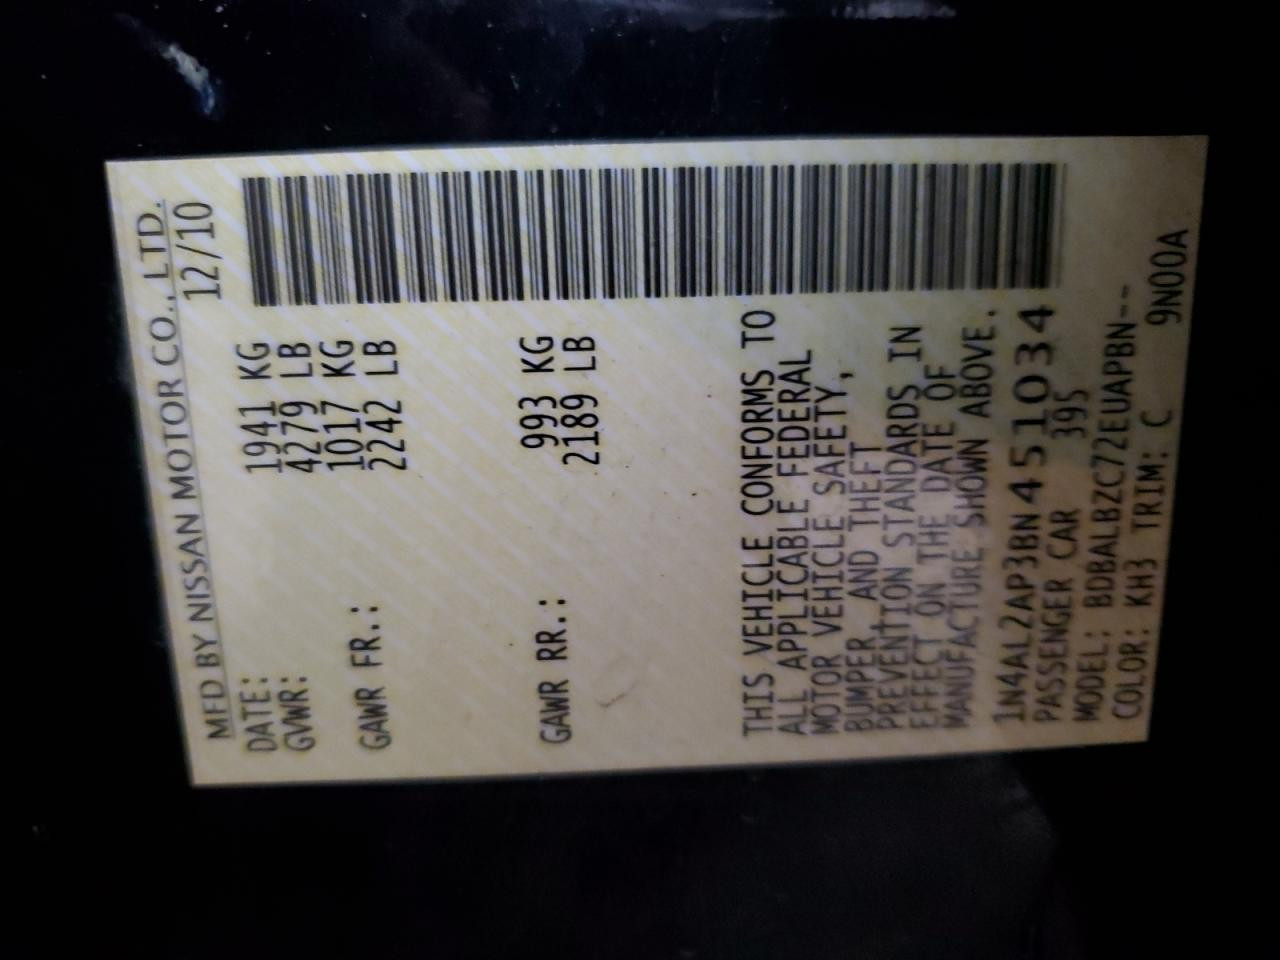 MFD BY NISSAN MOTOR CO., LTD.
DATE: 12/10
GVWR: 1941 KG
4279 LB
GAWR FR.: 1017 KG
2242 LB
GAWR RR.: 993 KG
2189 LB
THIS VEHICLE CONFORMS TO
ALL APPLICABLE FEDERAL
MOTOR VEHICLE SAFETY,
BUMPER, AND THEFT
PREVENTION STANDARDS IN
EFFECT ON THE DATE OF
MANUFACTURE SHOWN ABOVE.
1N4AL2AP3BN451034
PASSENGER CAR 395
MODEL: BDBALBZC72EUAPBN--
COLOR: KH3 TRIM: C 9N00A